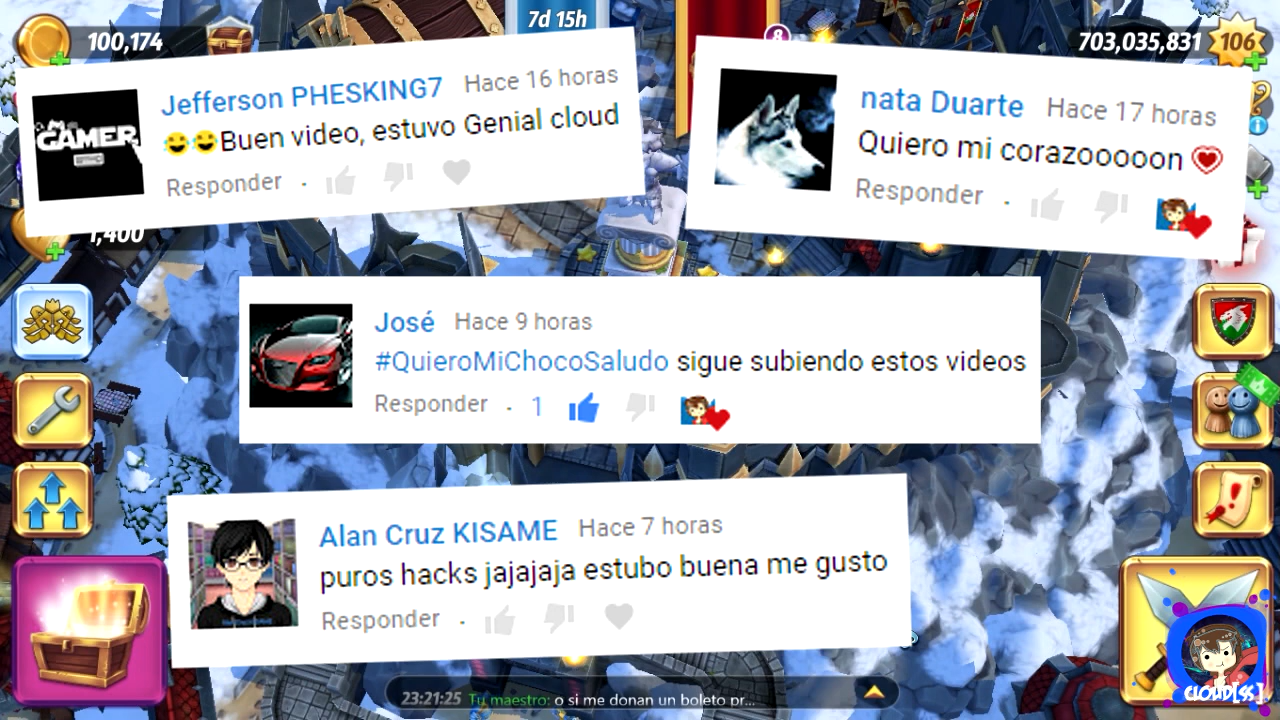 7d 15h
100,174
8
703,035,831
106
GAMER
Jefferson PHESKING7 Hace 16 horas
😂😂Buen video, estuvo Genial cloud
Responder ·
nata Duarte Hace 17 horas
Quiero mi corazooooon 💗
Responder ·
1,400
José Hace 9 horas
#QuieroMiChocoSaludo sigue subiendo estos videos
Responder · 1
Alan Cruz KISAME Hace 7 horas
puros hacks jajajaja estubo buena me gusto
Responder ·
23:21:25 Tu maestro: o si me donan un boleto pr...
CLOUD[SS]